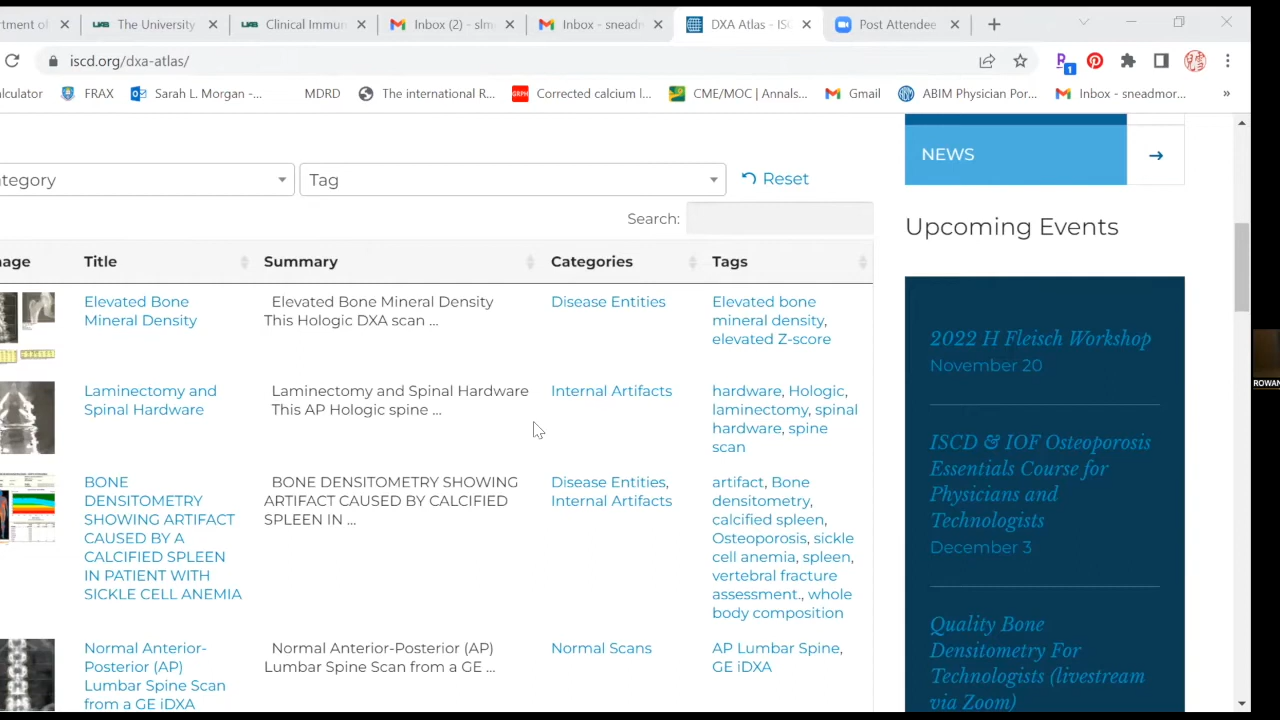 rtment of
The University
Clinical Immun
Inbox (2) - slm
Inbox - sneadm
DXA Atlas - ISC
Post Attendee
iscd.org/dxa-atlas/
1
alculator
FRAX
Sarah L. Morgan -...
MDRD
The international R...
Corrected calcium l...
CME/MOC | Annals...
Gmail
ABIM Physician Por...
Inbox - sneadmor...
»
NEWS
ategory
Tag
Reset
Search:
Upcoming Events
mage
Title
Summary
Categories
Tags
Elevated Bone
Mineral Density
Elevated Bone Mineral Density
This Hologic DXA scan ...
Disease Entities
Elevated bone
mineral density,
elevated Z-score
Laminectomy and
Spinal Hardware
Laminectomy and Spinal Hardware
This AP Hologic spine ...
Internal Artifacts
hardware, Hologic,
laminectomy, spinal
hardware, spine
scan
BONE
DENSITOMETRY
SHOWING ARTIFACT
CAUSED BY A
CALCIFIED SPLEEN
IN PATIENT WITH
SICKLE CELL ANEMIA
BONE DENSITOMETRY SHOWING
ARTIFACT CAUSED BY CALCIFIED
SPLEEN IN ...
Disease Entities,
Internal Artifacts
artifact, Bone
densitometry,
calcified spleen,
Osteoporosis, sickle
cell anemia, spleen,
vertebral fracture
assessment., whole
body composition
Normal Anterior-
Posterior (AP)
Lumbar Spine Scan
from a GE iDXA
Normal Anterior-Posterior (AP)
Lumbar Spine Scan from a GE ...
Normal Scans
AP Lumbar Spine,
GE iDXA
2022 H Fleisch Workshop
November 20
ISCD & IOF Osteoporosis
Essentials Course for
Physicians and
Technologists
December 3
Quality Bone
Densitometry For
Technologists (livestream
via Zoom)
ROWAN